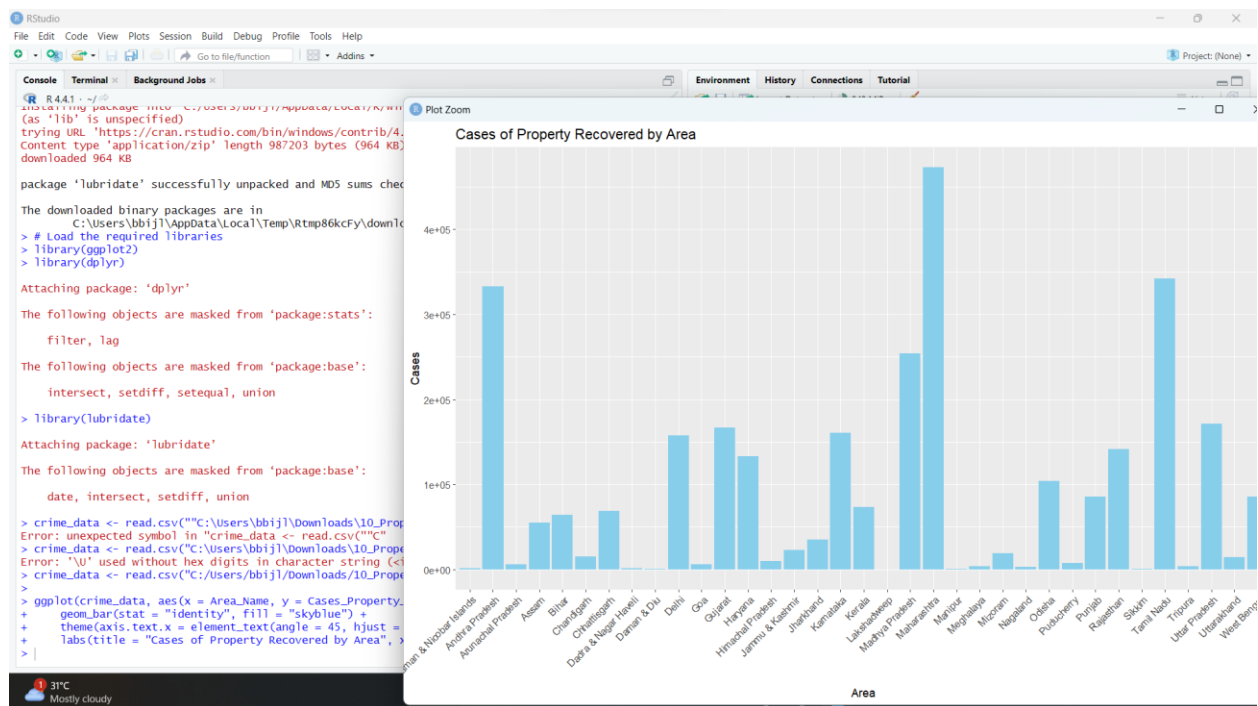 RStudio
File Edit Code View Plots Session Build Debug Profile Tools Help
Go to file/function
Addins
Project: (None)
Console Terminal Background Jobs
Environment History Connections Tutorial
R 4.4.1 · ~/
(as ‘lib’ is unspecified)
trying URL 'https://cran.rstudio.com/bin/windows/contrib/4.
Content type 'application/zip' length 987203 bytes (964 KB)
downloaded 964 KB
package ‘lubridate’ successfully unpacked and MD5 sums chec
The downloaded binary packages are in
C:\Users\bbijl\AppData\Local\Temp\Rtmp86kcFy\downlo
> # Load the required libraries
> library(ggplot2)
> library(dplyr)
Attaching package: ‘dplyr’
The following objects are masked from ‘package:stats’:
filter, lag
The following objects are masked from ‘package:base’:
intersect, setdiff, setequal, union
> library(lubridate)
Attaching package: ‘lubridate’
The following objects are masked from ‘package:base’:
date, intersect, setdiff, union
> crime_data <- read.csv(""C:\Users\bbijl\Downloads\10_Prop
Error: unexpected symbol in "crime_data <- read.csv(""C"
> crime_data <- read.csv("C:\Users\bbijl\Downloads\10_Prope
Error: '\U' used without hex digits in character string (<i
> crime_data <- read.csv("C:/Users/bbijl/Downloads/10_Prope
>
> ggplot(crime_data, aes(x = Area_Name, y = Cases_Property_
+ geom_bar(stat = "identity", fill = "skyblue") +
+ theme(axis.text.x = element_text(angle = 45, hjust =
+ labs(title = "Cases of Property Recovered by Area", x
>
Plot Zoom
Cases of Property Recovered by Area
Cases
4e+05
3e+05
2e+05
1e+05
0e+00
man & Nicobar Islands
Andhra Pradesh
Arunachal Pradesh
Assam
Bihar
Chandigarh
Chhattisgarh
Dadra & Nagar Haveli
Daman & Diu
Delhi
Goa
Gujarat
Haryana
Himachal Pradesh
Jammu & Kashmir
Jharkhand
Karnataka
Kerala
Lakshadweep
Madhya Pradesh
Maharashtra
Manipur
Meghalaya
Mizoram
Nagaland
Odisha
Puducherry
Punjab
Rajasthan
Sikkim
Tamil Nadu
Tripura
Uttar Pradesh
Uttarakhand
West Beng
Area
1
31°C
Mostly cloudy